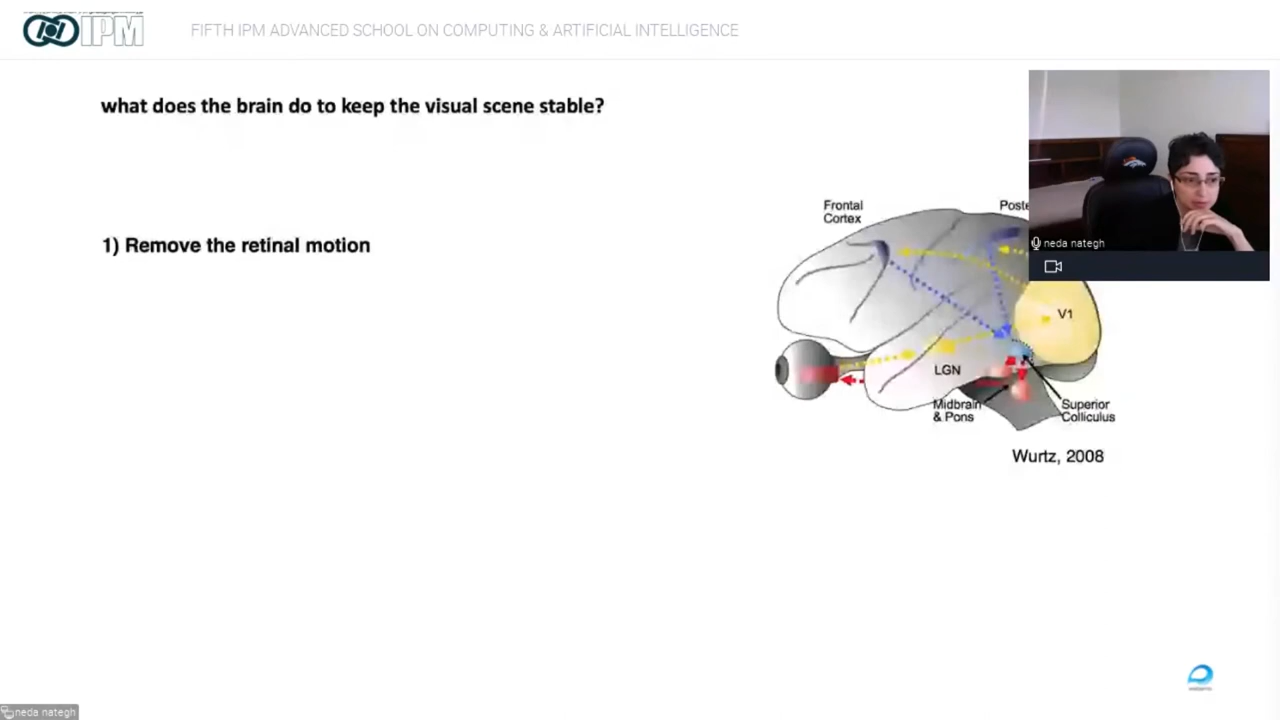 IPM
FIFTH IPM ADVANCED SCHOOL ON COMPUTING & ARTIFICIAL INTELLIGENCE
what does the brain do to keep the visual scene stable?
1) Remove the retinal motion
Frontal
Cortex
Poste
neda nategh
V1
LGN
Midbrain
& Pons
Superior
Colliculus
Wurtz, 2008
neda nategh